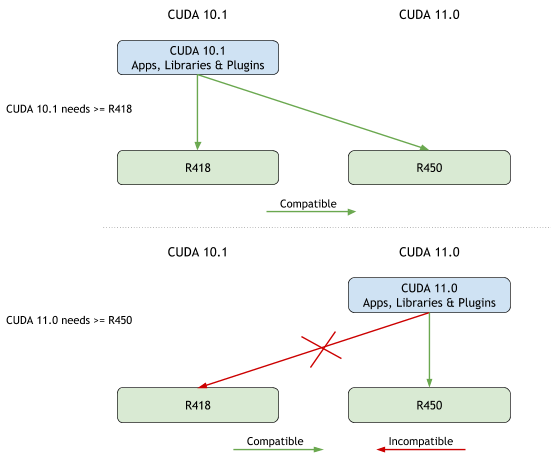 CUDA 10.1
CUDA 11.0
CUDA 10.1
Apps, Libraries & Plugins
CUDA 10.1 needs >= R418
R418
R450
Compatible
CUDA 10.1
CUDA 11.0
CUDA 11.0
Apps, Libraries & Plugins
CUDA 11.0 needs >= R450
R418
R450
Compatible
Incompatible